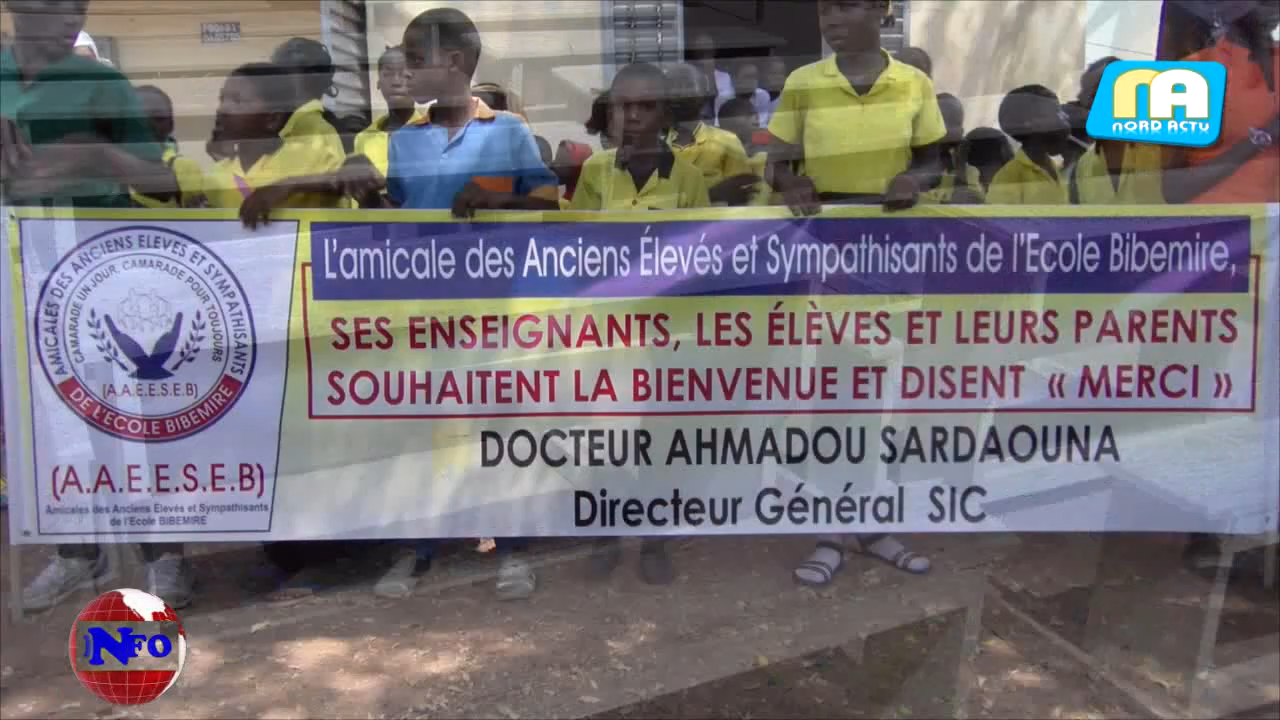 NA
NORD ACTU
L'amicale des Anciens Élevés et Sympathisants de l'Ecole Bibemire,
SES ENSEIGNANTS, LES ÉLÈVES ET LEURS PARENTS
SOUHAITENT LA BIENVENUE ET DISENT « MERCI »
DOCTEUR AHMADOU SARDAOUNA
Directeur Général SIC
AMICALES DES ANCIENS ELEVES ET SYMPATHISANTS
CAMARADE UN JOUR, CAMARADE POUR TOUJOURS
(A.A.E.E.S.E.B)
DE L'ECOLE BIBEMIRE
(A.A.E.E.S.E.B)
Amicales des Anciens Elevés et Sympathisants
de l'Ecole BIBEMIRE
NFO